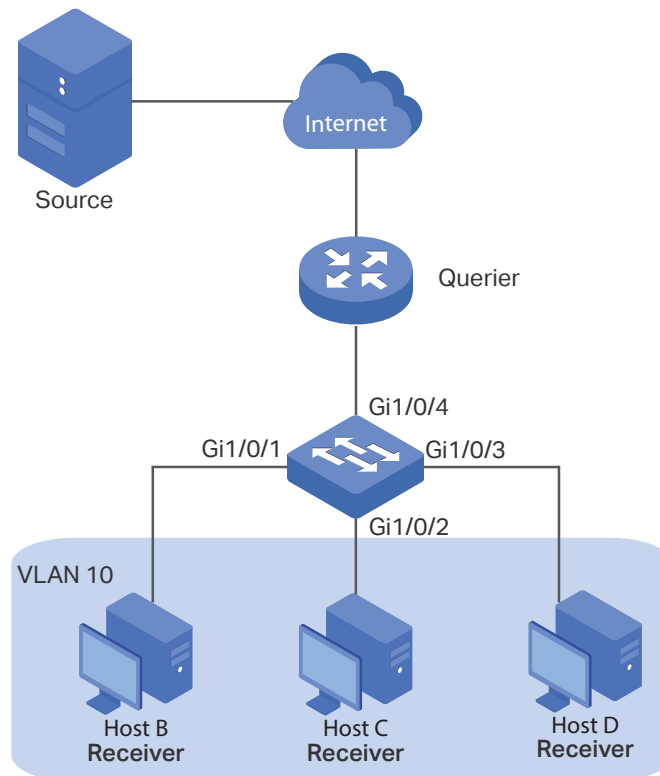 Internet
Source
Querier
Gi1/0/4
Gi1/0/1
Gi1/0/3
Gi1/0/2
VLAN 10
Host B
Receiver
Host C
Receiver
Host D
Receiver